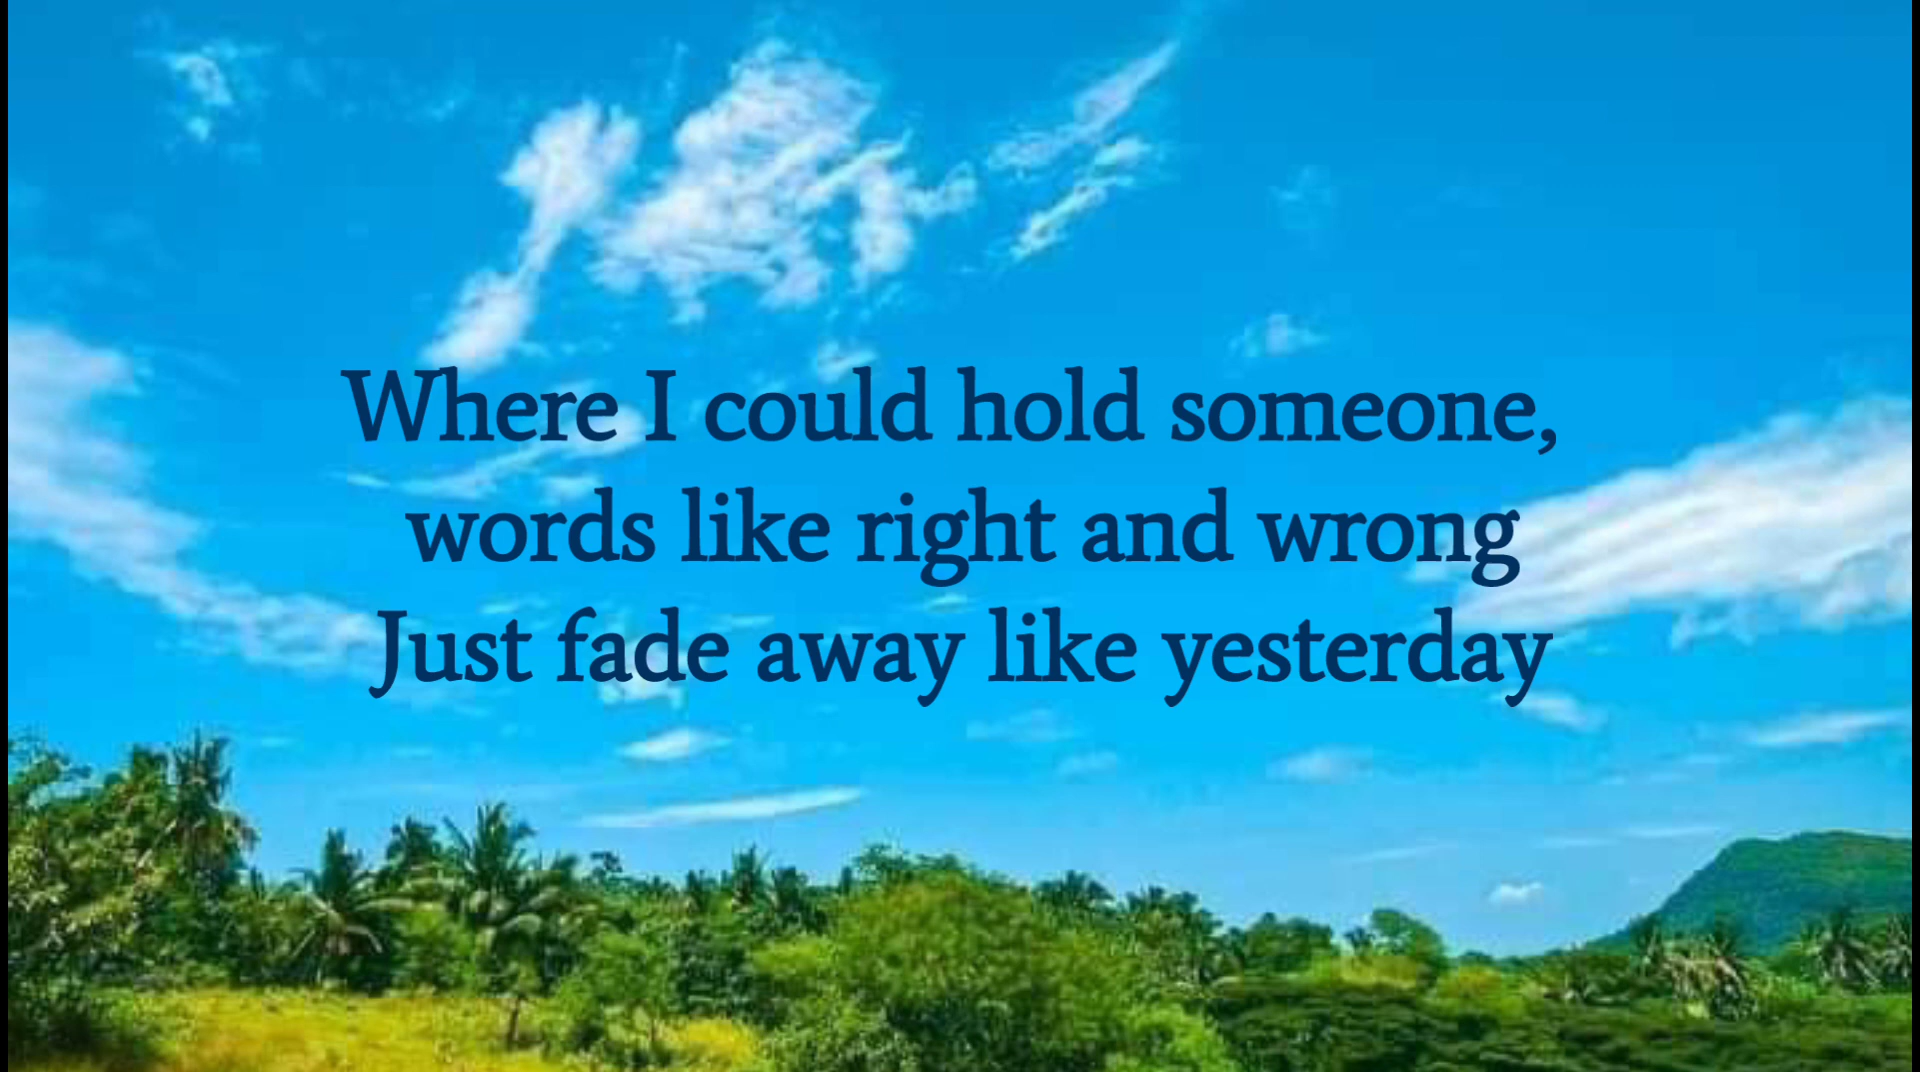 Where I could hold someone,
words like right and wrong
Just fade away like yesterday